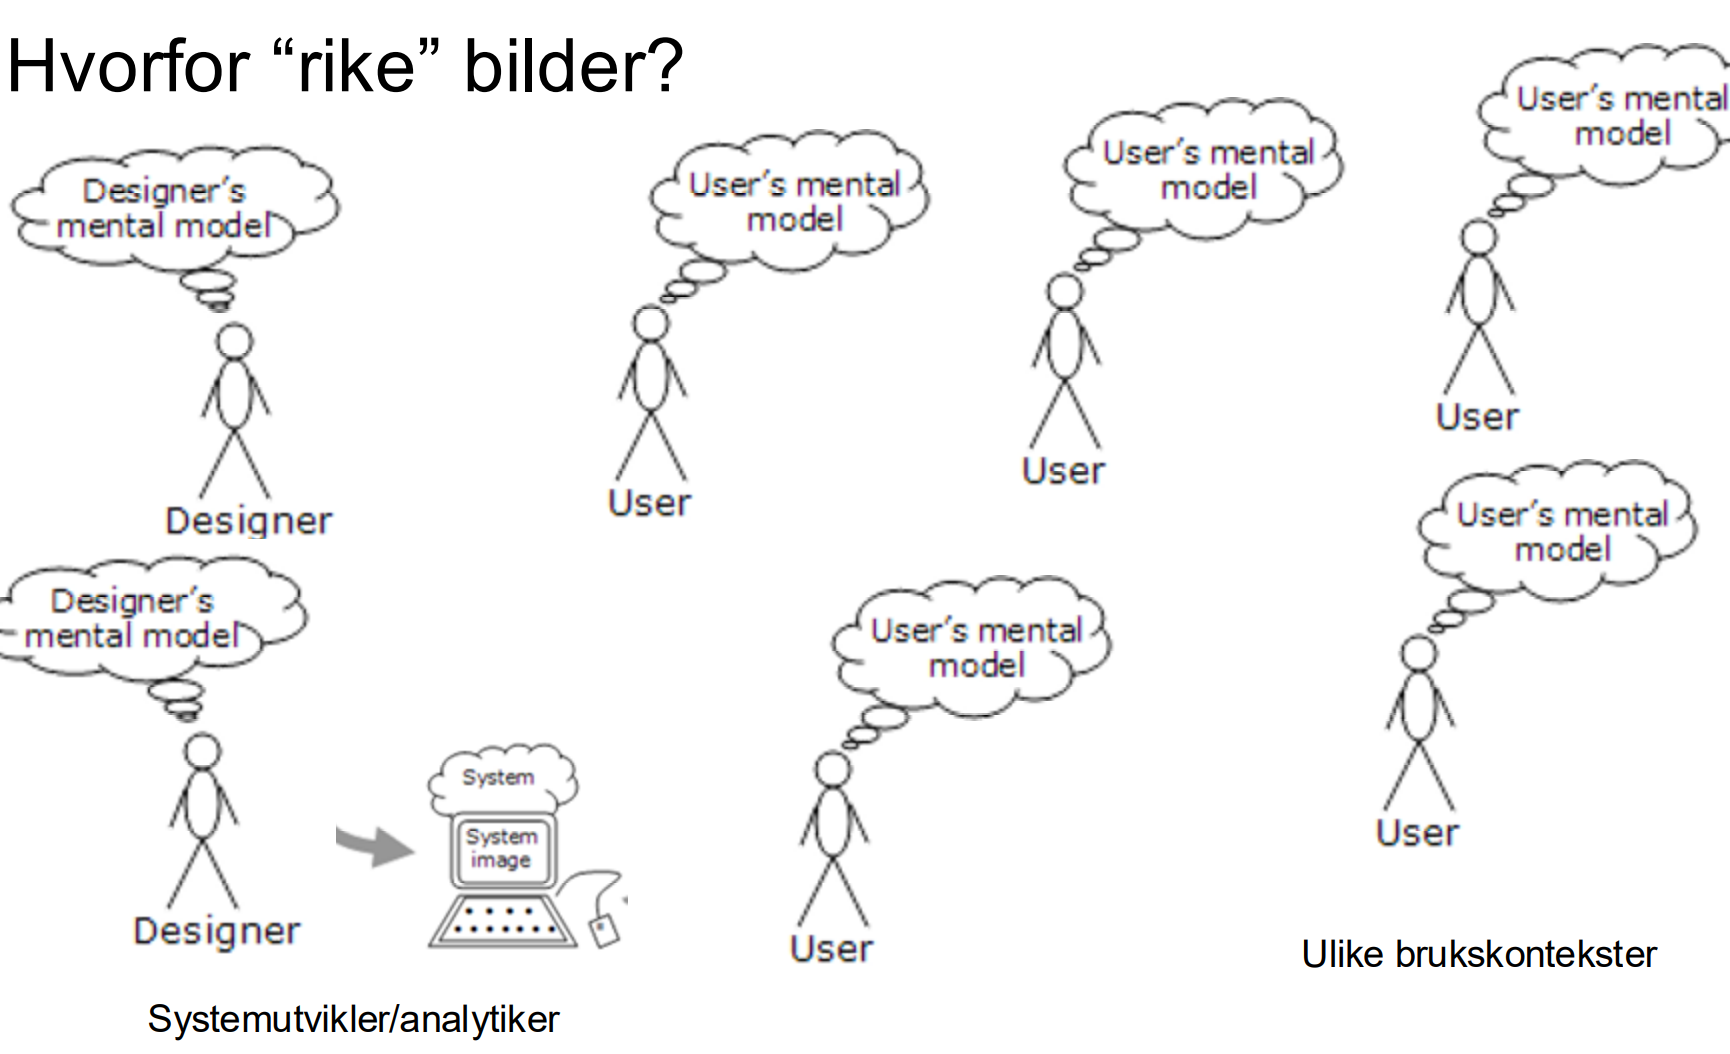 Hvorfor “rike” bilder?
Designer's
mental model
Designer
User's mental
model
User
User's mental
model
User
User's mental
model
User
Designer's
mental model
Designer
System
System
image
User's mental
model
User
User's mental
model
User
Systemutvikler/analytiker
Ulike brukskontekster